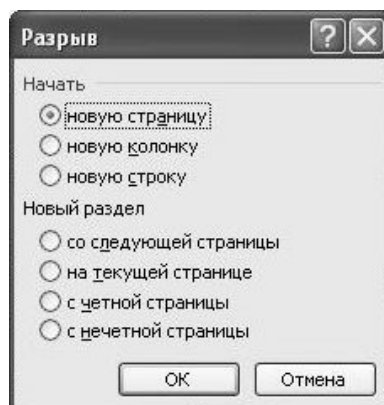 Разрыв
Начать
новую страницу
новую колонку
новую строку
Новый раздел
со следующей страницы
на текущей странице
с четной страницы
с нечетной страницы
ОК
Отмена